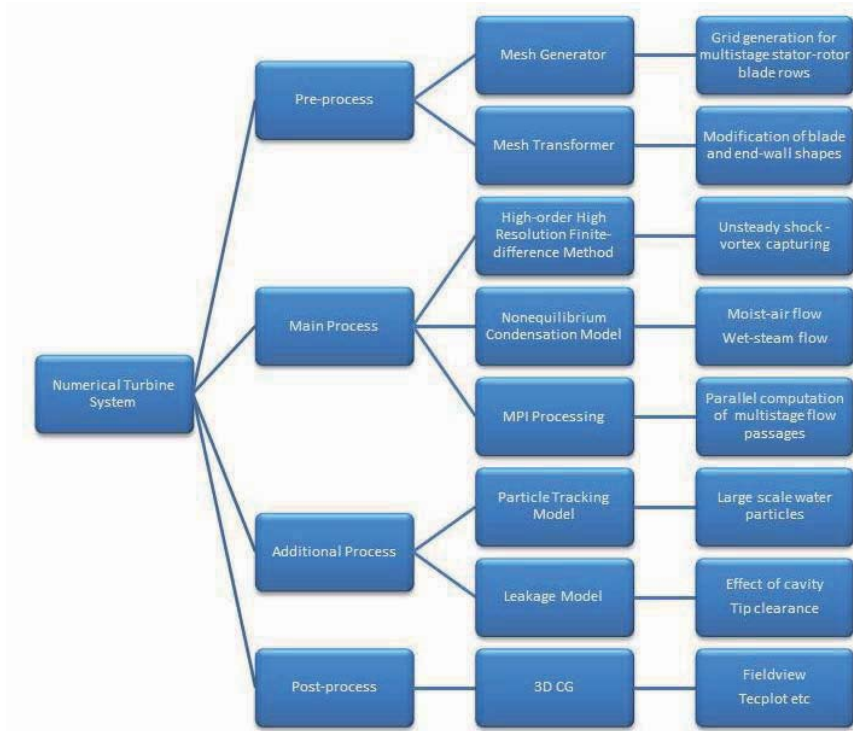 Numerical Turbine
System
Pre-process
Mesh Generator
Grid generation for
multistage stator-rotor
blade rows
Mesh Transformer
Modification of blade
and end-wall shapes
Main Process
High-order High
Resolution Finite-
difference Method
Unsteady shock -
vortex capturing
Nonequilibrium
Condensation Model
Moist-air flow
Wet-steam flow
MPI Processing
Parallel computation
of multistage flow
passages
Additional Process
Particle Tracking
Model
Large scale water
particles
Leakage Model
Effect of cavity
Tip clearance
Post-process
3D CG
Fieldview
Tecplot etc